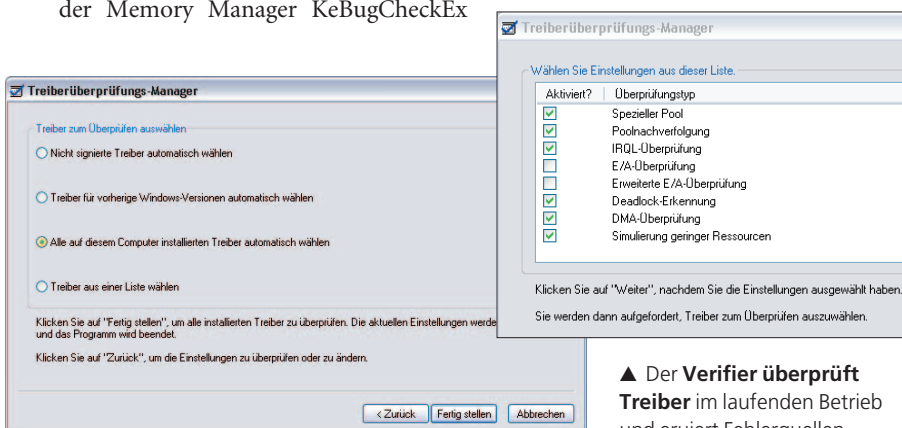 der Memory Manager KeBugCheckEx
Treiberüberprüfungs-Manager
Wählen Sie Einstellungen aus dieser Liste.
Aktiviert? Überprüfungstyp
Spezieller Pool
Poolnachverfolgung
IRQL-Überprüfung
E/A-Überprüfung
Erweiterte E/A-Überprüfung
Deadlock-Erkennung
DMA-Überprüfung
Simulierung geringer Ressourcen
Klicken Sie auf "Weiter", nachdem Sie die Einstellungen ausgewählt haben.
Sie werden dann aufgefordert, Treiber zum Überprüfen auszuwählen.
Treiberüberprüfungs-Manager
Treiber zum Überprüfen auswählen
Nicht signierte Treiber automatisch wählen
Treiber für vorherige Windows-Versionen automatisch wählen
Alle auf diesem Computer installierten Treiber automatisch wählen
Treiber aus einer Liste wählen
Klicken Sie auf "Fertig stellen", um alle installierten Treiber zu überprüfen. Die aktuellen Einstellungen werde
und das Programm wird beendet.
Klicken Sie auf "Zurück", um die Einstellungen zu überprüfen oder zu ändern.
< Zurück Fertig stellen Abbrechen
▲ Der Verifier überprüft
Treiber im laufenden Betrieb
und eruiert Fehlerquellen